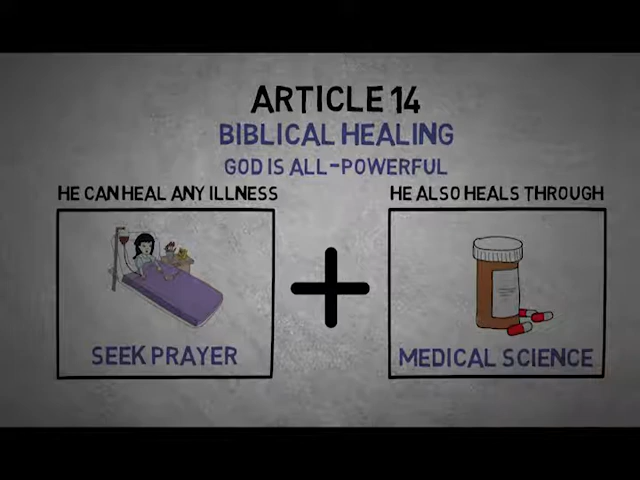 ARTICLE 14
BIBLICAL HEALING
GOD IS ALL-POWERFUL
HE CAN HEAL ANY ILLNESS
HE ALSO HEALS THROUGH
SEEK PRAYER
MEDICAL SCIENCE